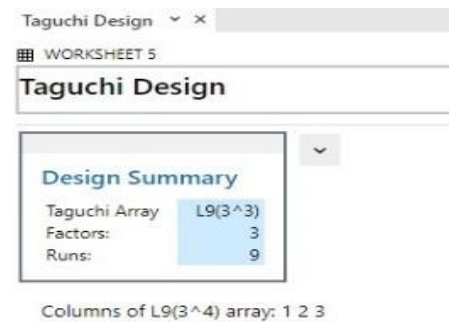 Taguchi Design
WORKSHEET 5
Taguchi Design
Design Summary
Taguchi Array L9(3^3)
Factors: 3
Runs: 9
Columns of L9(3^4) array: 1 2 3